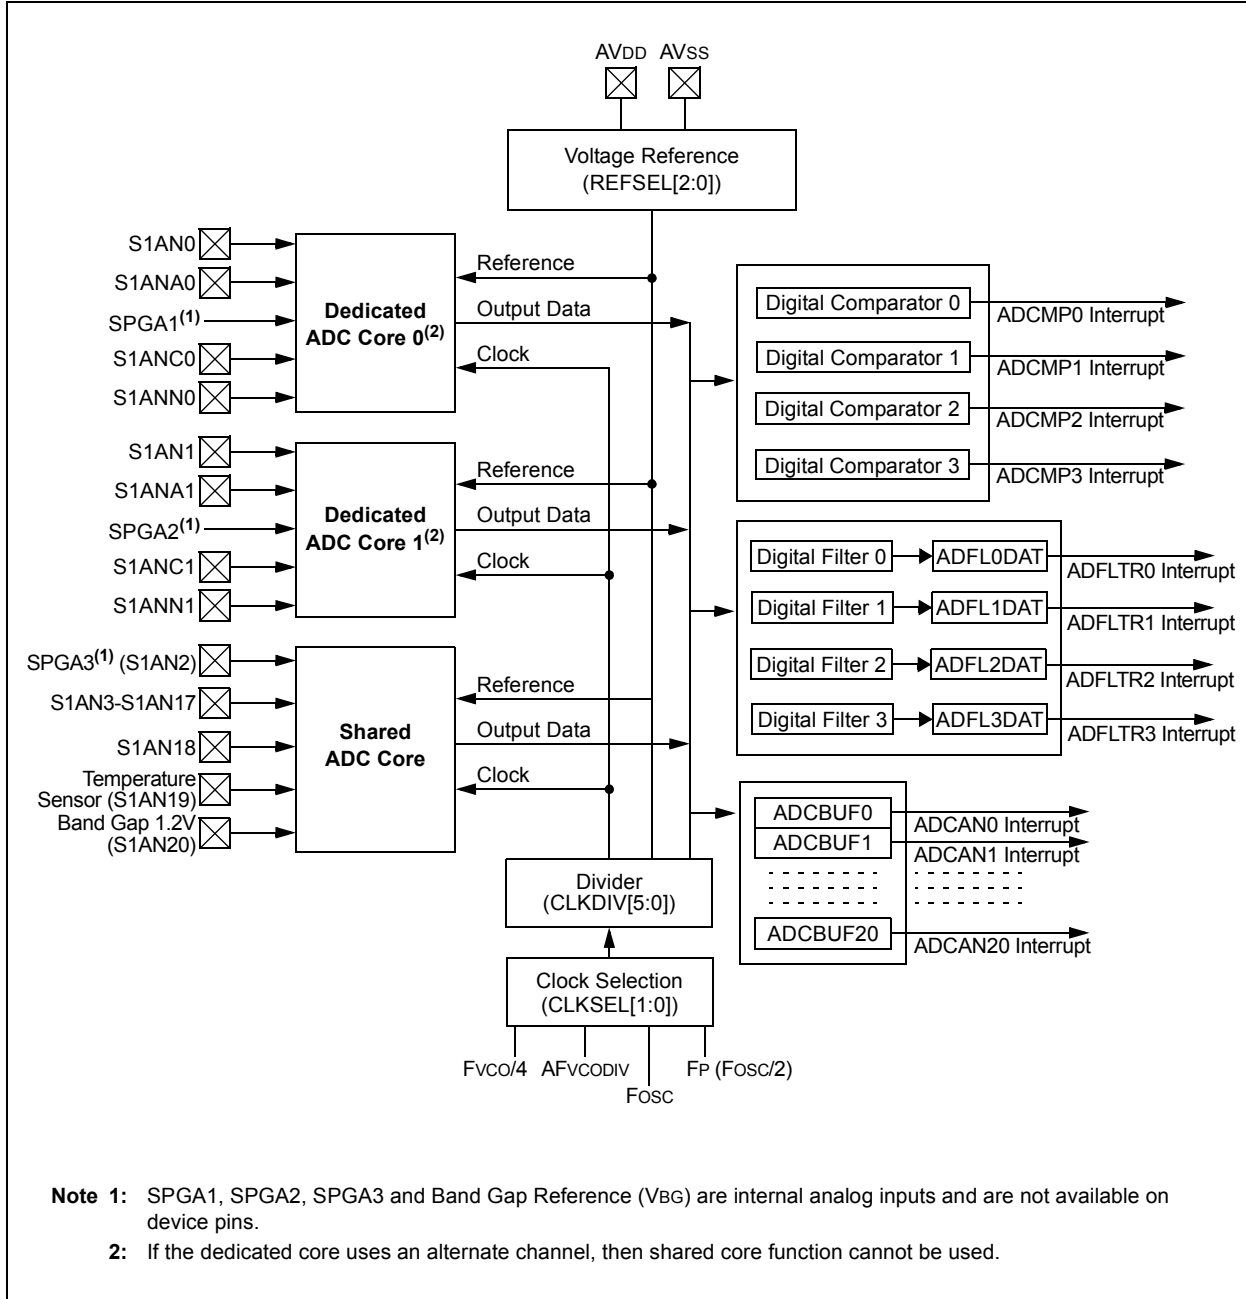 AVDD AVSS
Voltage Reference
(REFSEL[2:0])
S1AN0
S1ANA0
SPGA1(1)
S1ANC0
S1ANN0
Dedicated
ADC Core 0(2)
Reference
Output Data
Clock
S1AN1
S1ANA1
SPGA2(1)
S1ANC1
S1ANN1
Dedicated
ADC Core 1(2)
Reference
Output Data
Clock
SPGA3(1) (S1AN2)
S1AN3-S1AN17
S1AN18
Temperature
Sensor (S1AN19)
Band Gap 1.2V
(S1AN20)
Shared
ADC Core
Reference
Output Data
Clock
Digital Comparator 0
ADCMP0 Interrupt
Digital Comparator 1
ADCMP1 Interrupt
Digital Comparator 2
ADCMP2 Interrupt
Digital Comparator 3
ADCMP3 Interrupt
Digital Filter 0 ADFL0DAT
ADFLTR0 Interrupt
Digital Filter 1 ADFL1DAT
ADFLTR1 Interrupt
Digital Filter 2 ADFL2DAT
ADFLTR2 Interrupt
Digital Filter 3 ADFL3DAT
ADFLTR3 Interrupt
ADCBUF0
ADCAN0 Interrupt
ADCBUF1
ADCAN1 Interrupt
ADCBUF20
ADCAN20 Interrupt
Divider
(CLKDIV[5:0])
Clock Selection
(CLKSEL[1:0])
FVCO/4 AFVCODIV FP (FOSC/2)
FOSC
Note 1: SPGA1, SPGA2, SPGA3 and Band Gap Reference (VBG) are internal analog inputs and are not available on
device pins.
2: If the dedicated core uses an alternate channel, then shared core function cannot be used.